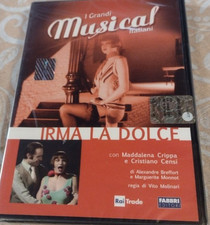 I Grandi
Musical
Italiani
IRMA LA DOLCE
con Maddalena Crippa
e Cristiano Censi
di Alexandre Breffort
e Marguerite Monnot
regia di Vito Molinari
Rai Trade
FABBRI
EDITORI